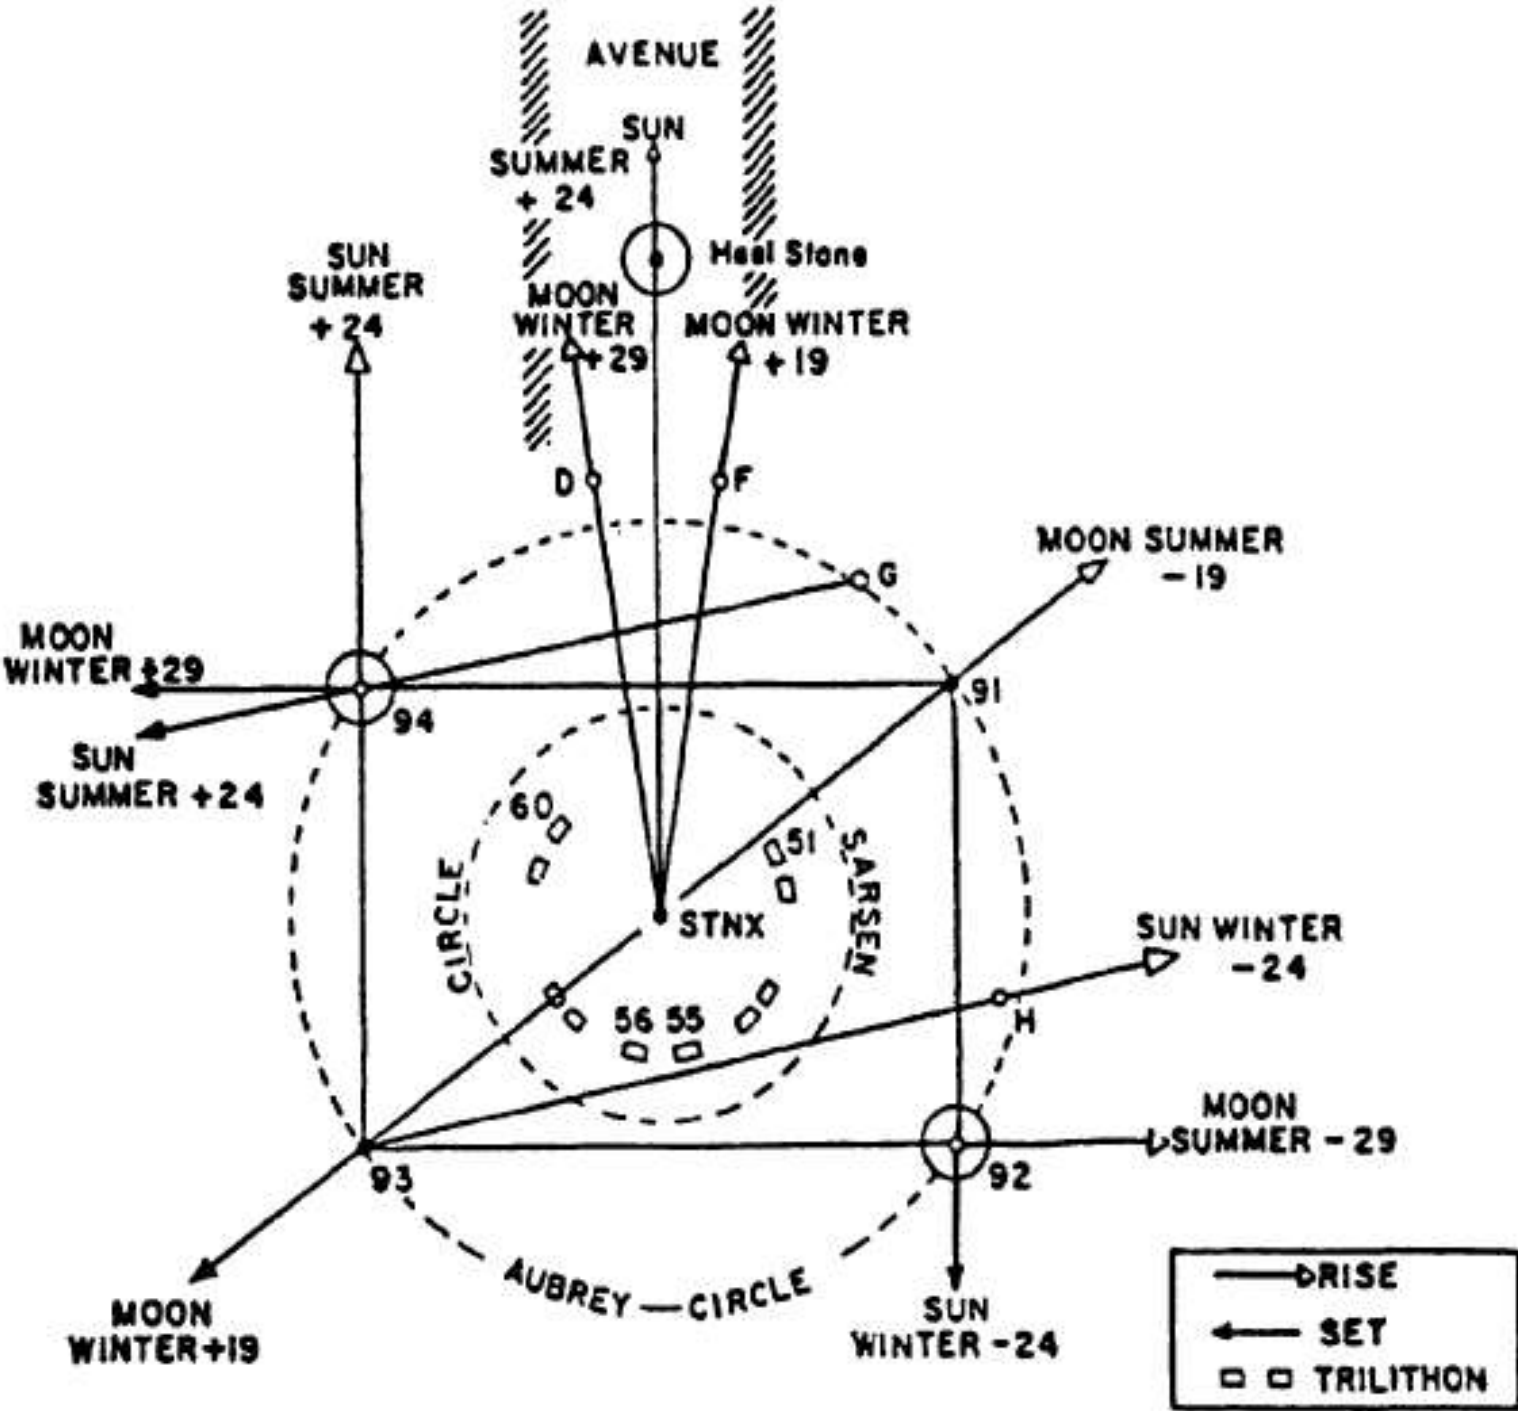 AVENUE
SUN
SUMMER
+ 24
SUN
SUMMER
+24
Heel Stone
MOON
WINTER
+29
MOON WINTER
+19
D
F
MOON SUMMER
-19
G
MOON
WINTER +29
94
91
SUN
SUMMER +24
60
51
CIRCLE
SARSEN
STNX
SUN WINTER
-24
H
56 55
MOON
SUMMER -29
93
92
AUBREY — CIRCLE
MOON
WINTER+19
SUN
WINTER -24
RISE
SET
TRILITHON